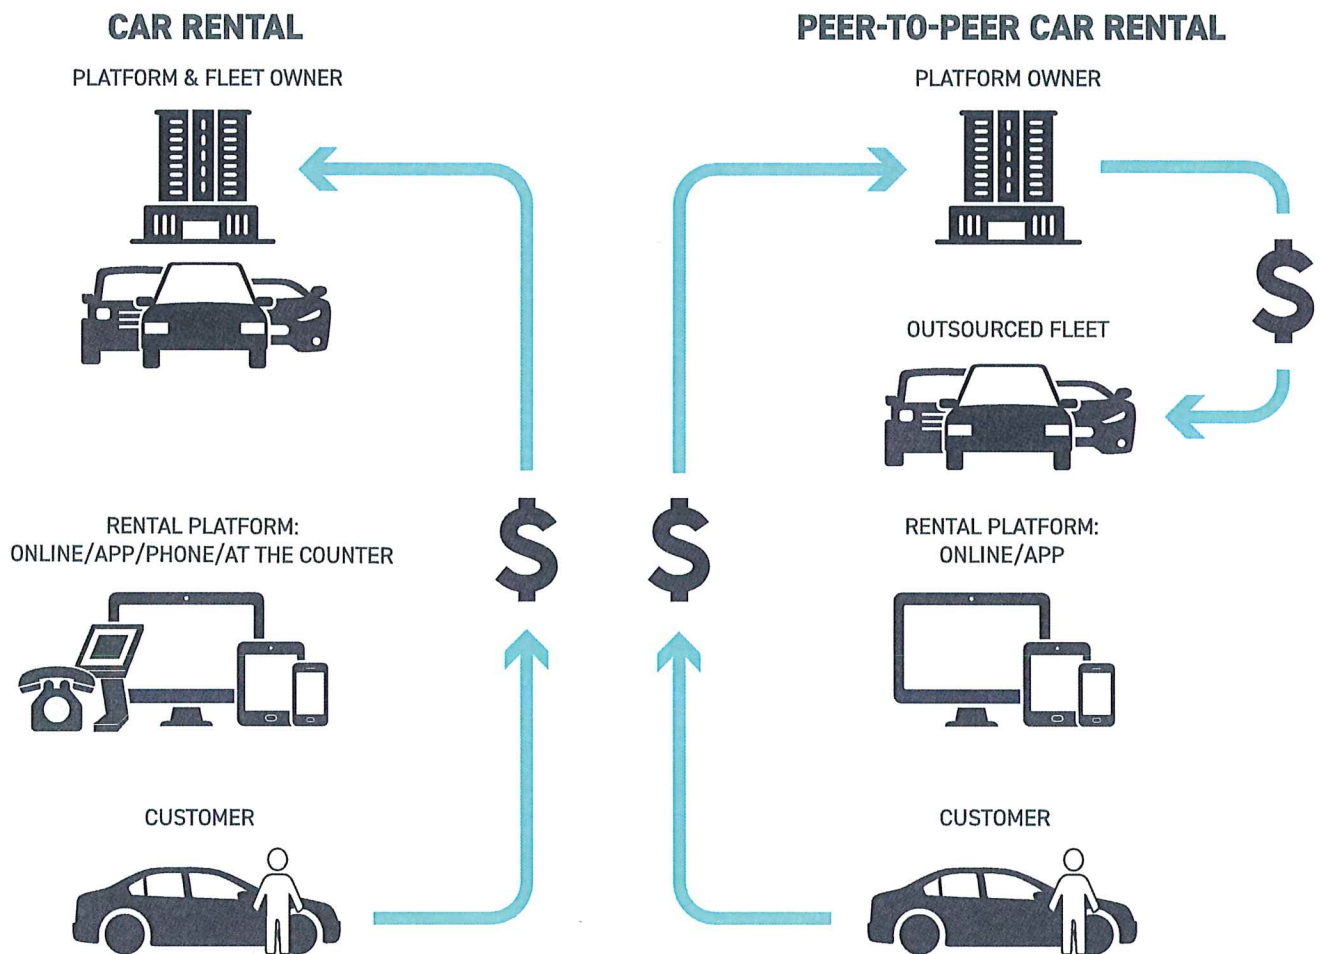 CAR RENTAL
PLATFORM & FLEET OWNER
$
RENTAL PLATFORM:
ONLINE/APP/PHONE/AT THE COUNTER
CUSTOMER
PEER-TO-PEER CAR RENTAL
PLATFORM OWNER
$
OUTSOURCED FLEET
$
RENTAL PLATFORM:
ONLINE/APP
CUSTOMER